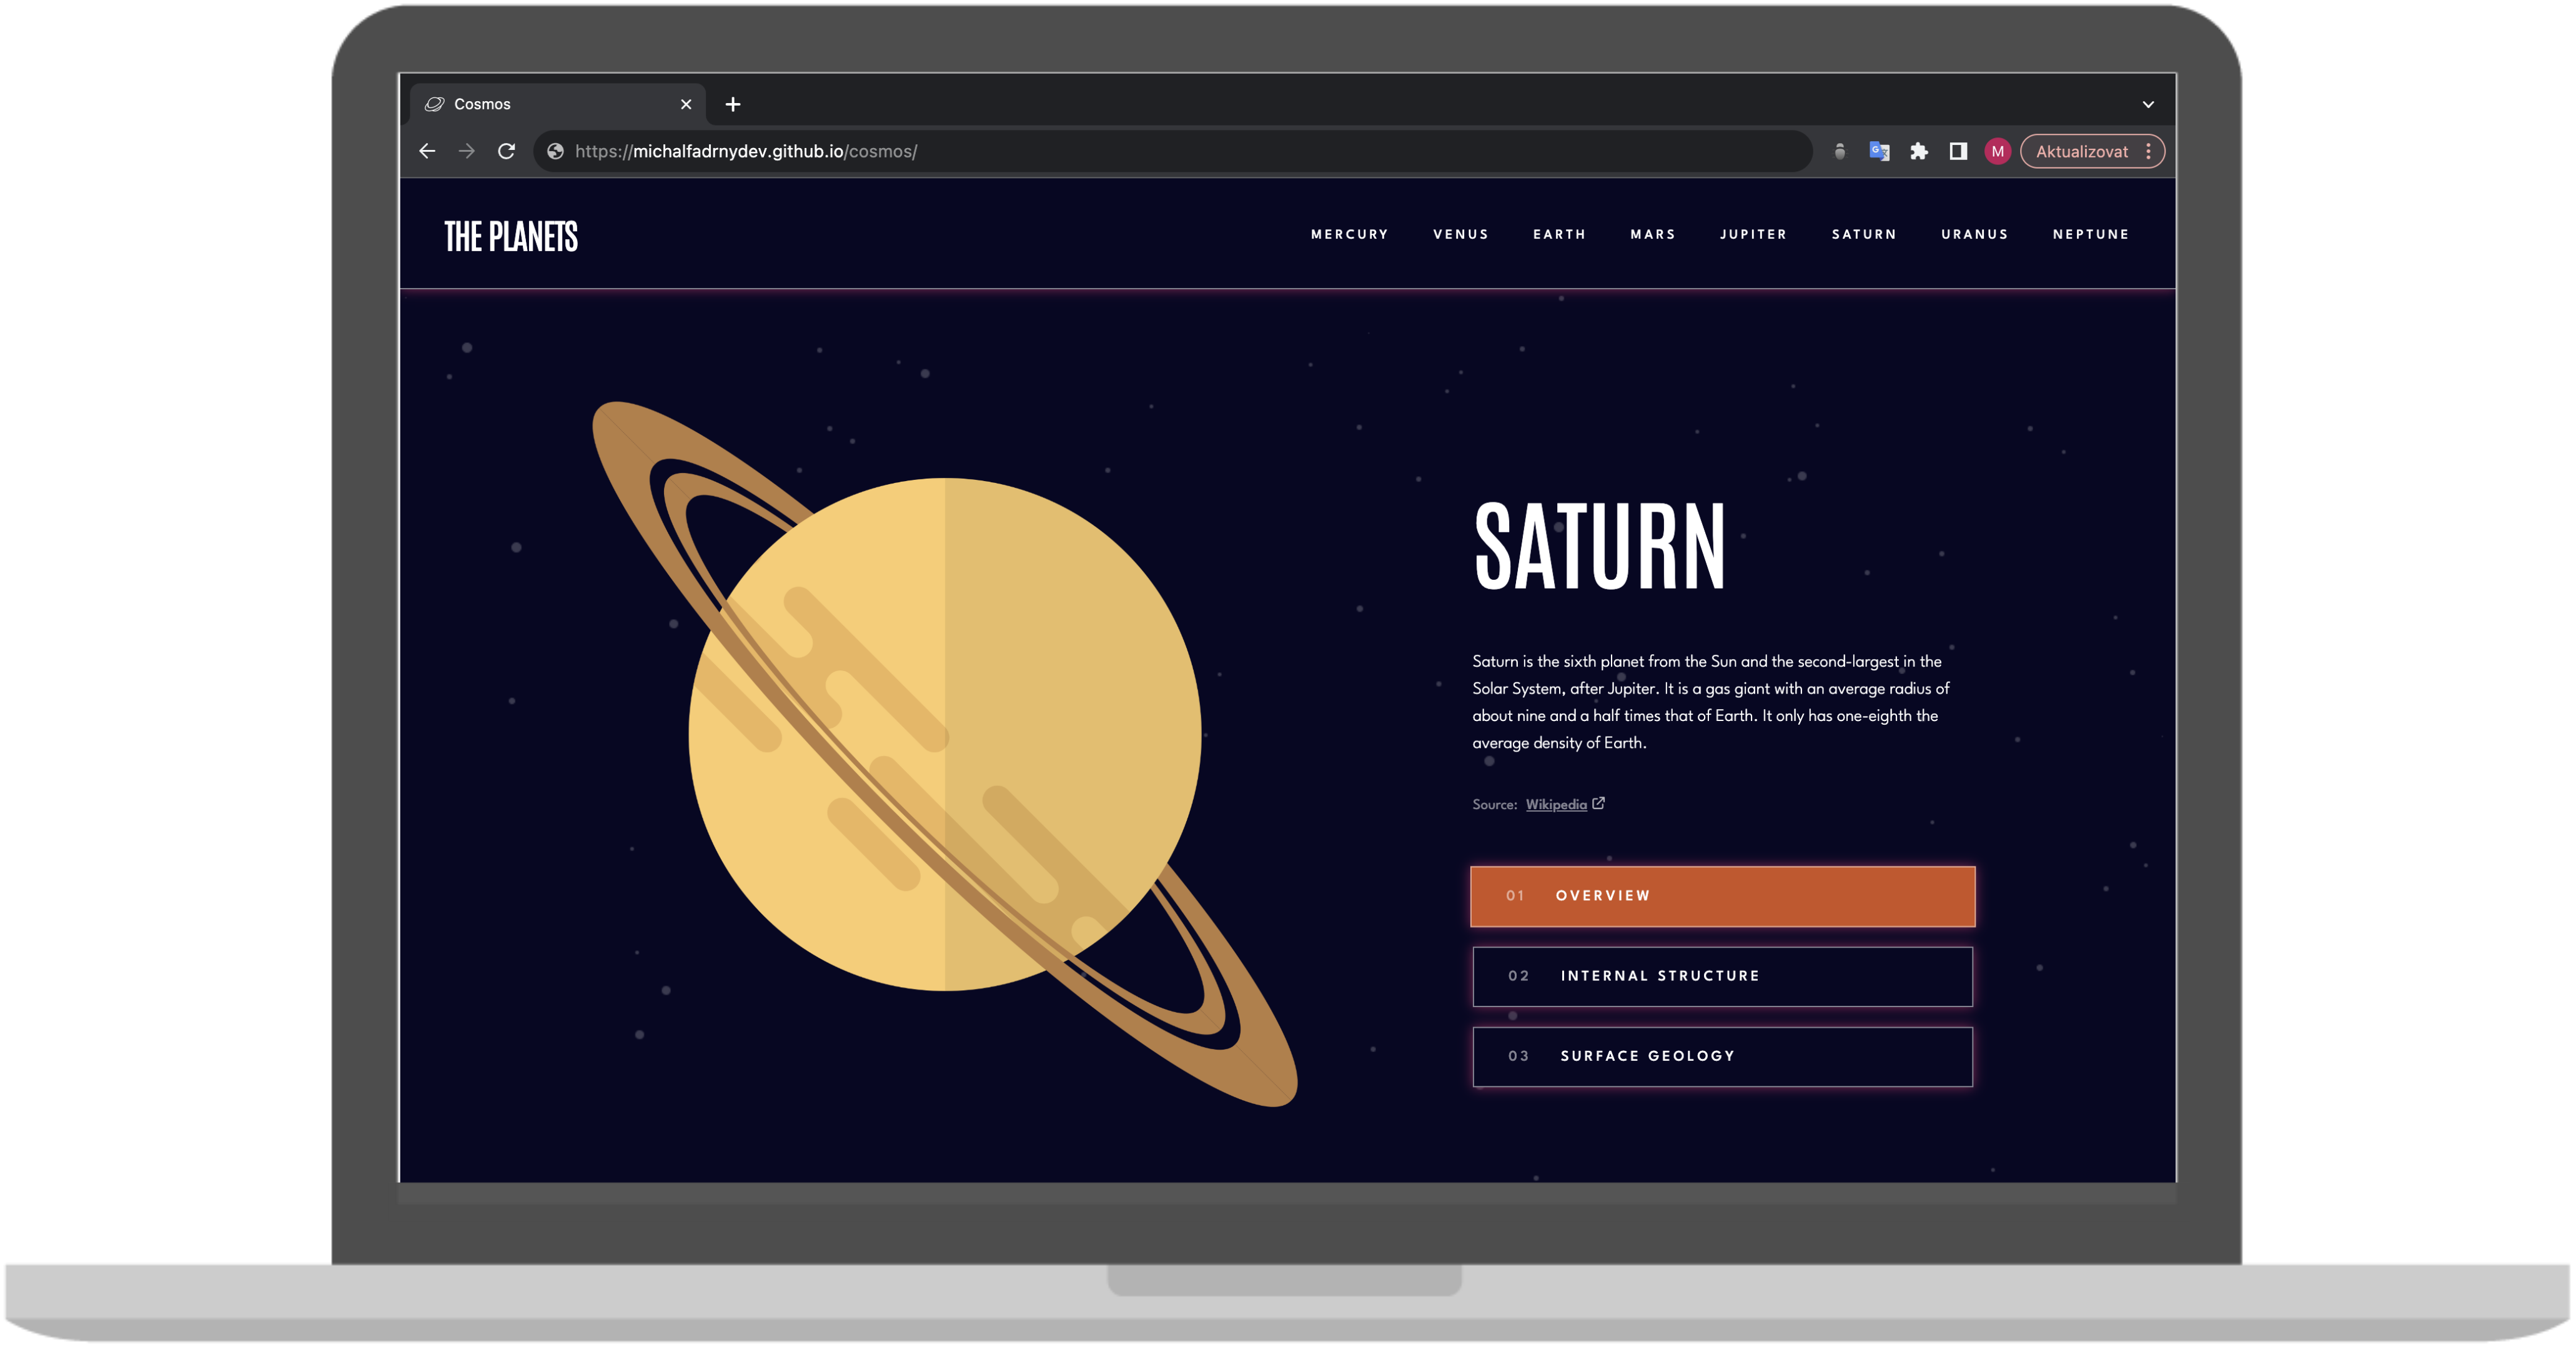 Cosmos
https://michalfadrnydev.github.io/cosmos/
M
Aktualizovat
THE PLANETS
MERCURY VENUS EARTH MARS JUPITER SATURN URANUS NEPTUNE
SATURN
Saturn is the sixth planet from the Sun and the second-largest in the
Solar System, after Jupiter. It is a gas giant with an average radius of
about nine and a half times that of Earth. It only has one-eighth the
average density of Earth.
Source: Wikipedia
01 OVERVIEW
02 INTERNAL STRUCTURE
03 SURFACE GEOLOGY